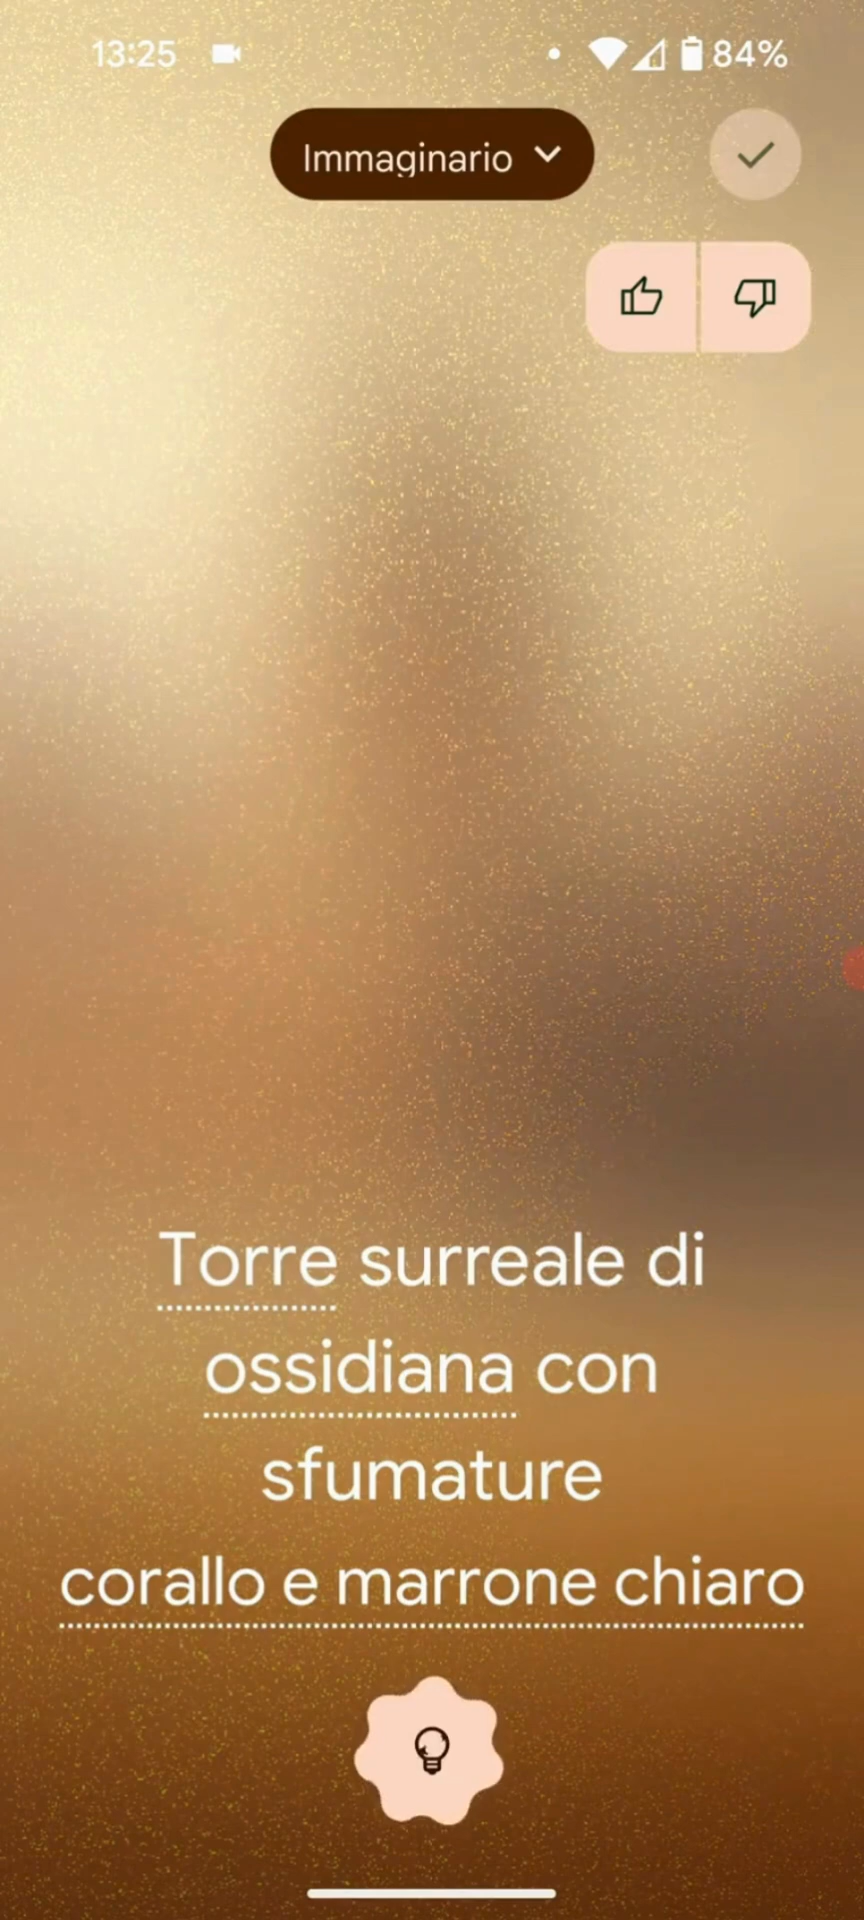 13:25 84%
Immaginario
Torre surreale di
ossidiana con
sfumature
corallo e marrone chiaro